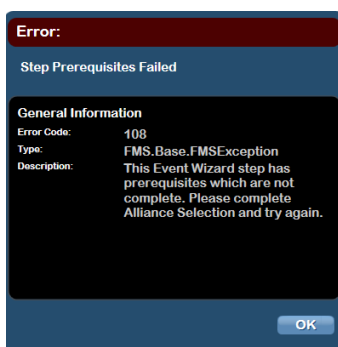 Error:
Step Prerequisites Failed
General Information
Error Code: 108
Type: FMS.Base.FMSException
Description: This Event Wizard step has
prerequisites which are not
complete. Please complete
Alliance Selection and try again.
OK